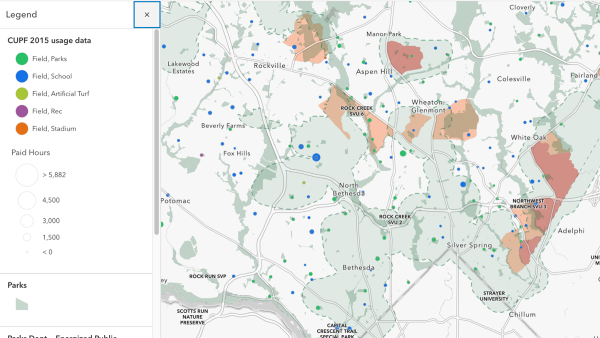 Legend
×
CUPF 2015 usage data
Field, Parks
Field, School
Field, Artificial Turf
Field, Rec
Field, Stadium
Paid Hours
> 5,882
4,500
3,000
1,500
< 0
Parks
Cloverly
Manor Park
Lakewood
Estates
Rockville
Aspen Hill
Colesville
Fairland
ROCK CREEK
SVU 6
Wheaton
Glenmont
Beverly Farms
White Oak
Fox Hills
North
Bethesda
Potomac
NORTHWEST
BRANCH SVU 3
ROCK CREEK
SVU 2
Adelphi
Silver Spring
Bethesda
ROCK RUN SVP
STRAYER
UNIVERSITY
SCOTTS RUN
NATURE
PRESERVE
Chillum
CAPITAL
CRESCENT TRAIL
SPECIAL PARK